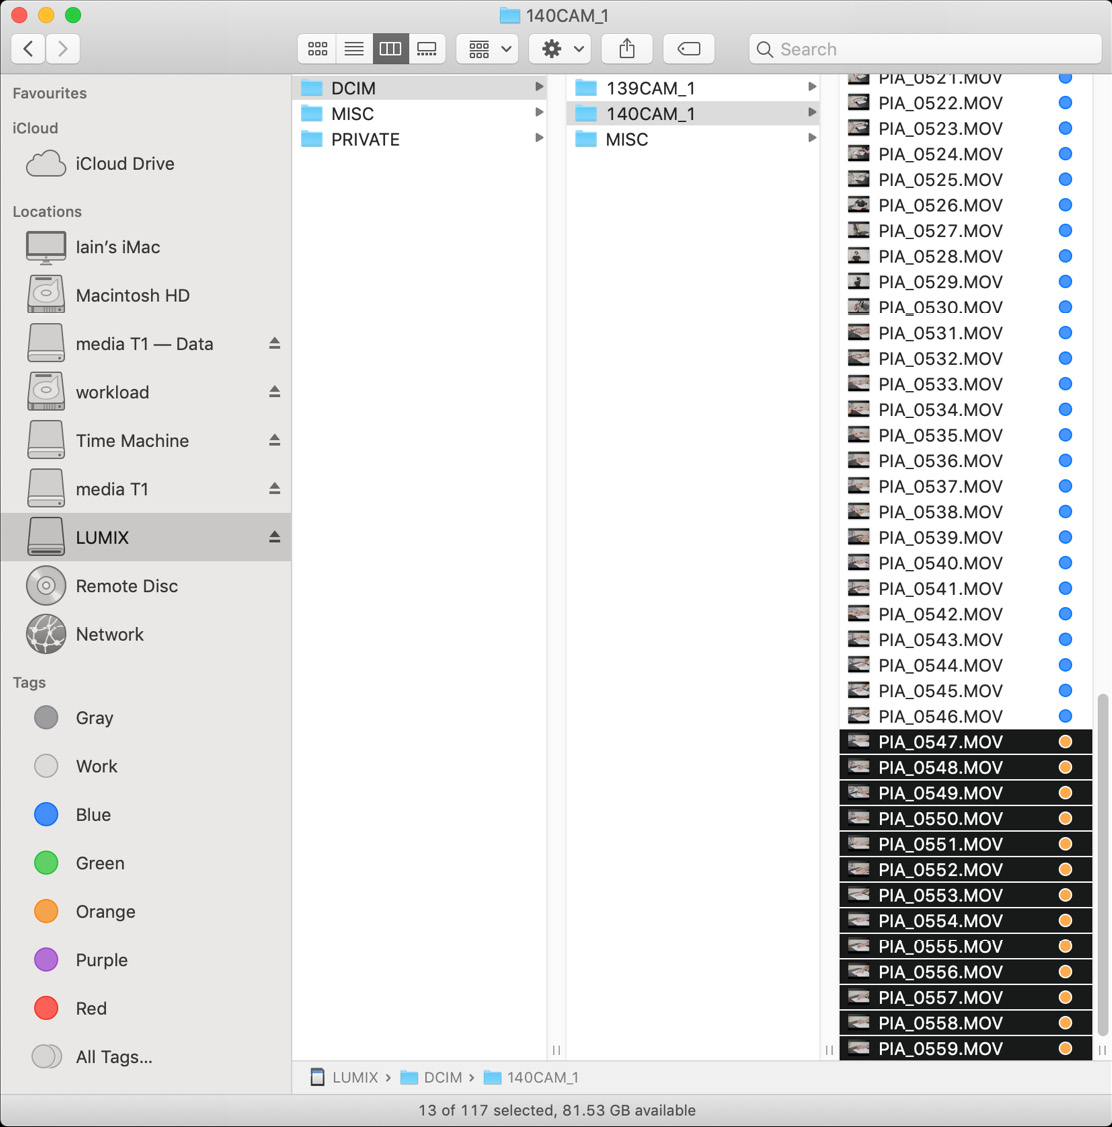 140CAM_1
Search
Favourites
iCloud
iCloud Drive
Locations
Iain's iMac
Macintosh HD
media T1 — Data
workload
Time Machine
media T1
LUMIX
Remote Disc
Network
Tags
Gray
Work
Blue
Green
Orange
Purple
Red
All Tags...
DCIM
MISC
PRIVATE
139CAM_1
140CAM_1
MISC
PIA_0521.MOV
PIA_0522.MOV
PIA_0523.MOV
PIA_0524.MOV
PIA_0525.MOV
PIA_0526.MOV
PIA_0527.MOV
PIA_0528.MOV
PIA_0529.MOV
PIA_0530.MOV
PIA_0531.MOV
PIA_0532.MOV
PIA_0533.MOV
PIA_0534.MOV
PIA_0535.MOV
PIA_0536.MOV
PIA_0537.MOV
PIA_0538.MOV
PIA_0539.MOV
PIA_0540.MOV
PIA_0541.MOV
PIA_0542.MOV
PIA_0543.MOV
PIA_0544.MOV
PIA_0545.MOV
PIA_0546.MOV
PIA_0547.MOV
PIA_0548.MOV
PIA_0549.MOV
PIA_0550.MOV
PIA_0551.MOV
PIA_0552.MOV
PIA_0553.MOV
PIA_0554.MOV
PIA_0555.MOV
PIA_0556.MOV
PIA_0557.MOV
PIA_0558.MOV
PIA_0559.MOV
LUMIX › DCIM › 140CAM_1
13 of 117 selected, 81.53 GB available